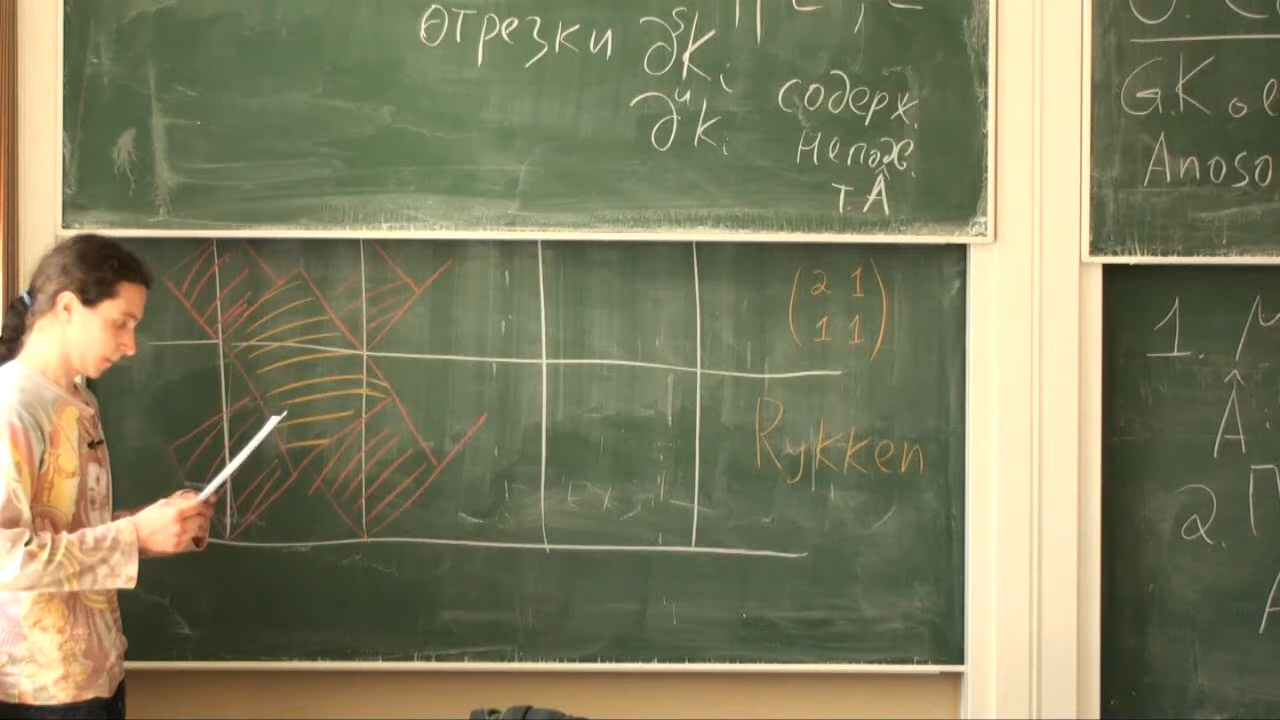 отрезки ∂ˢKᵢ
∂ᵘkᵢ содерж.
непод.
т. Â
(2 1
1 1)
Rykken
G.K
Anoso
1.
Â
2. П